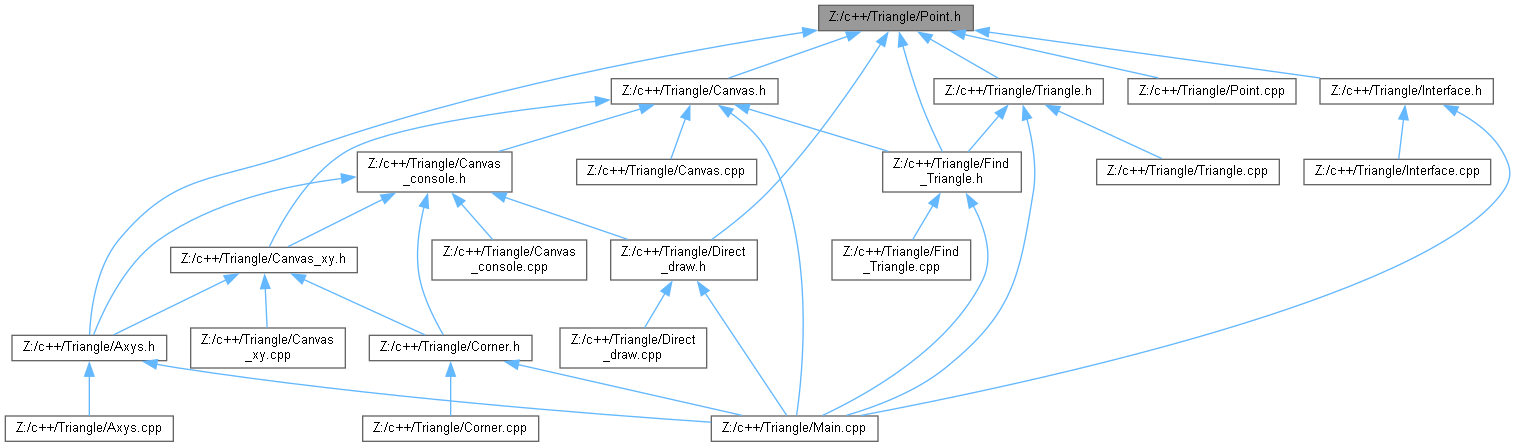 Z:/c++/Triangle/Point.h
Z:/c++/Triangle/Canvas.h
Z:/c++/Triangle/Triangle.h
Z:/c++/Triangle/Point.cpp
Z:/c++/Triangle/Interface.h
Z:/c++/Triangle/Canvas
_console.h
Z:/c++/Triangle/Canvas.cpp
Z:/c++/Triangle/Find
_Triangle.h
Z:/c++/Triangle/Triangle.cpp
Z:/c++/Triangle/Interface.cpp
Z:/c++/Triangle/Canvas_xy.h
Z:/c++/Triangle/Canvas
_console.cpp
Z:/c++/Triangle/Direct
_draw.h
Z:/c++/Triangle/Find
_Triangle.cpp
Z:/c++/Triangle/Axys.h
Z:/c++/Triangle/Canvas
_xy.cpp
Z:/c++/Triangle/Corner.h
Z:/c++/Triangle/Direct
_draw.cpp
Z:/c++/Triangle/Axys.cpp
Z:/c++/Triangle/Corner.cpp
Z:/c++/Triangle/Main.cpp